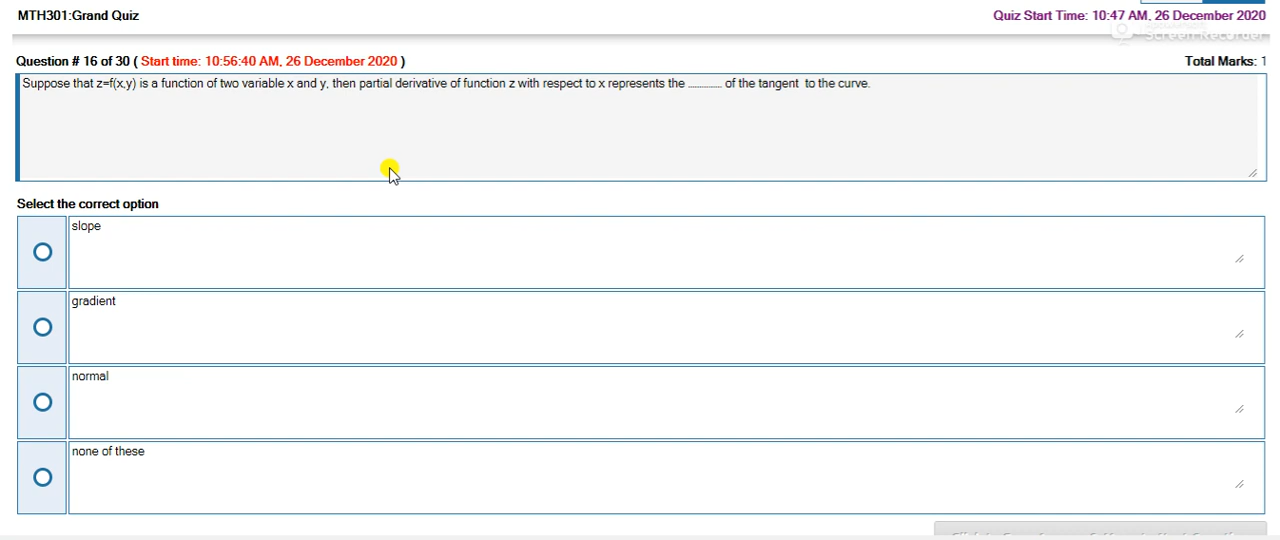 MTH301:Grand Quiz
Quiz Start Time: 10:47 AM, 26 December 2020
Screen Recorder
Question # 16 of 30 ( Start time: 10:56:40 AM, 26 December 2020 )
Total Marks: 1
Suppose that z=f(x,y) is a function of two variable x and y, then partial derivative of function z with respect to x represents the ............. of the tangent to the curve.
Select the correct option
slope
gradient
normal
none of these